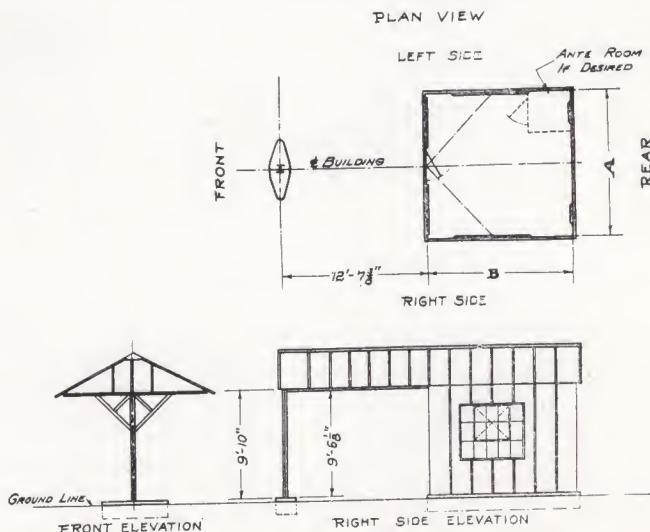 PLAN VIEW
LEFT SIDE
ANTE ROOM
IF DESIRED
FRONT
℄ BUILDING
A
REAR
12'-7⅜"
B
RIGHT SIDE
9'-10"
9'-6⅛"
GROUND LINE
FRONT ELEVATION
RIGHT SIDE ELEVATION